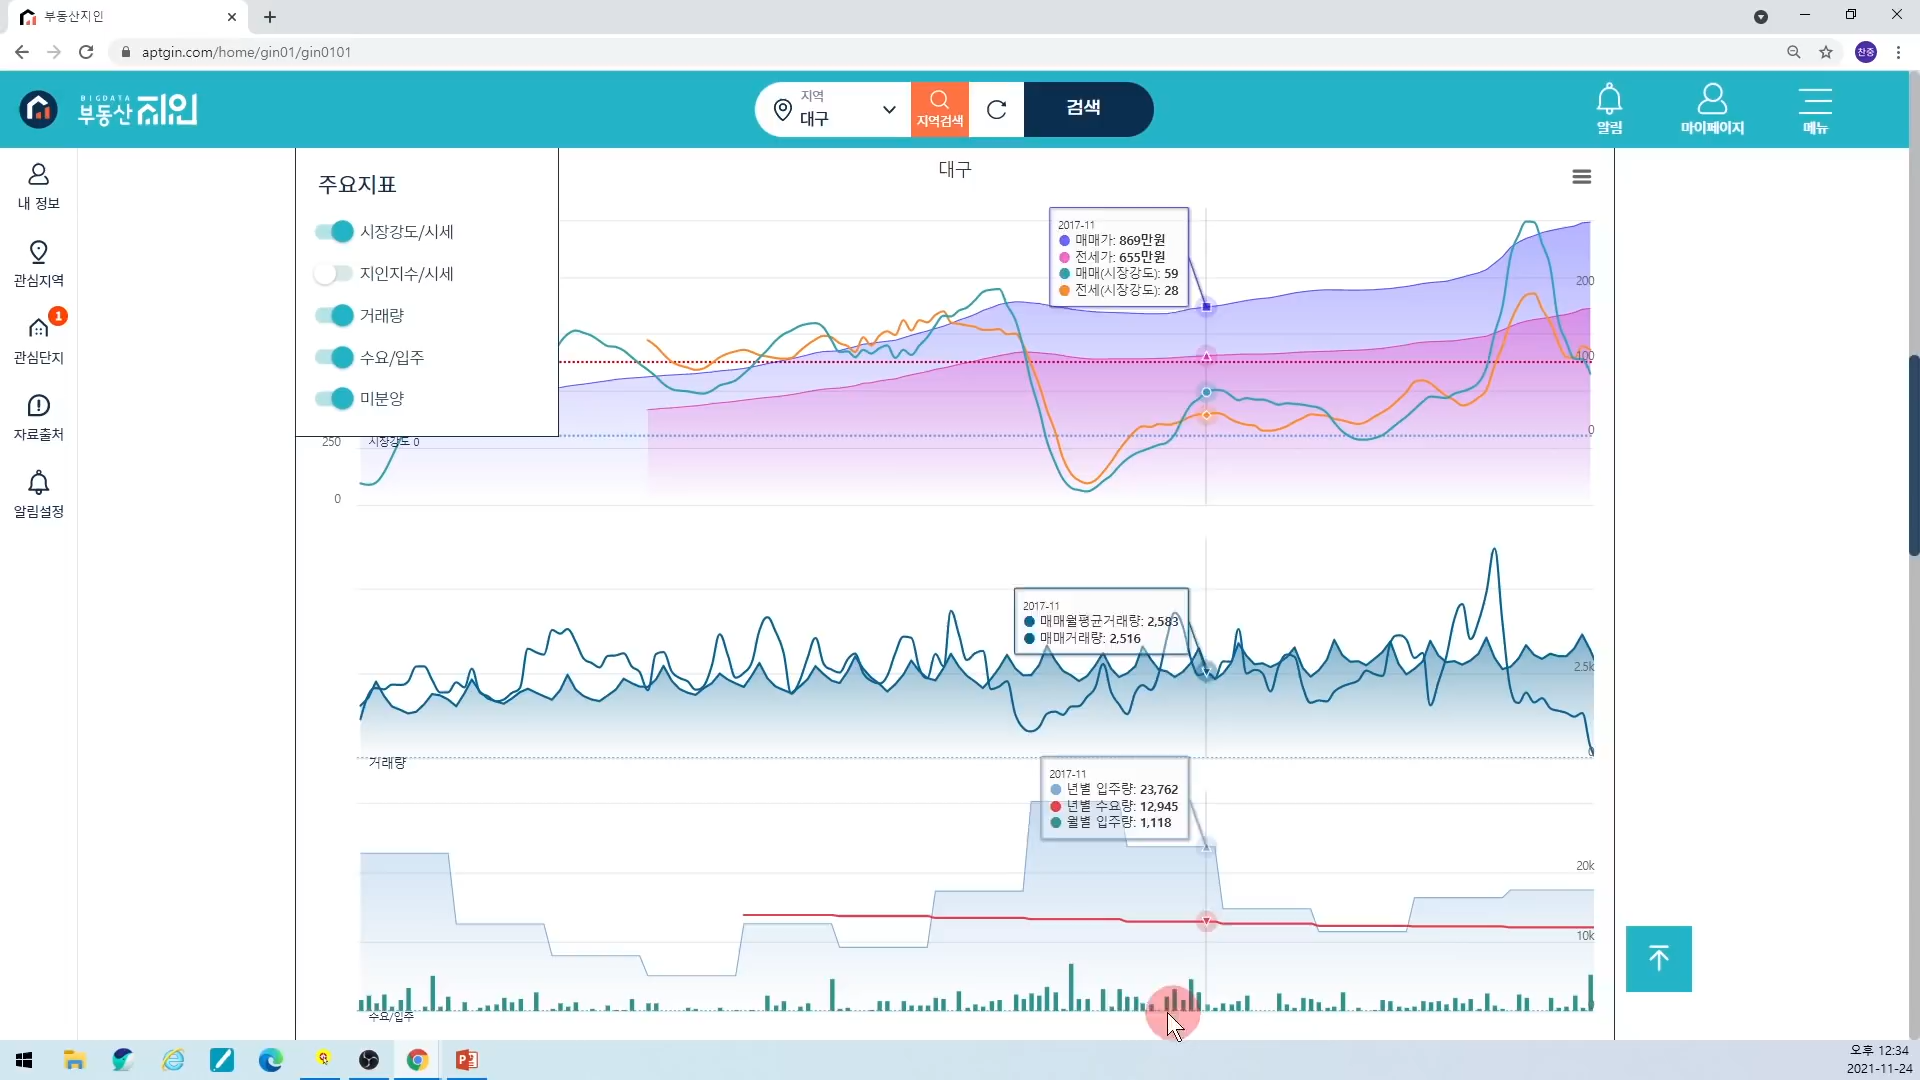 부동산지인
aptgin.com/home/gin01/gin0101
찬중
BIGDATA
부동산 지인
지역
대구
지역검색
검색
알림
마이페이지
메뉴
내 정보
관심지역
1
관심단지
자료출처
알림설정
주요지표
시장강도/시세
지인지수/시세
거래량
수요/입주
미분양
대구
2017-11
매매가: 869만원
전세가: 655만원
매매(시장강도): 59
전세(시장강도): 28
200
100
0
250
시장강도 0
0
2017-11
매매월평균거래량: 2,583
매매거래량: 2,516
2.5k
0
거래량
2017-11
년별 입주량: 23,762
년별 수요량: 12,945
월별 입주량: 1,118
20k
10k
0
수요/입주
오후 12:34
2021-11-24